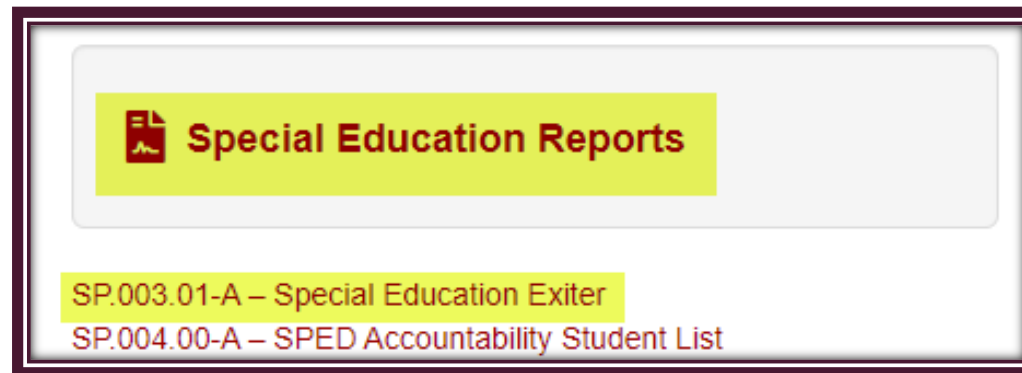 Special Education Reports
SP.003.01-A – Special Education Exiter
SP.004.00-A – SPED Accountability Student List